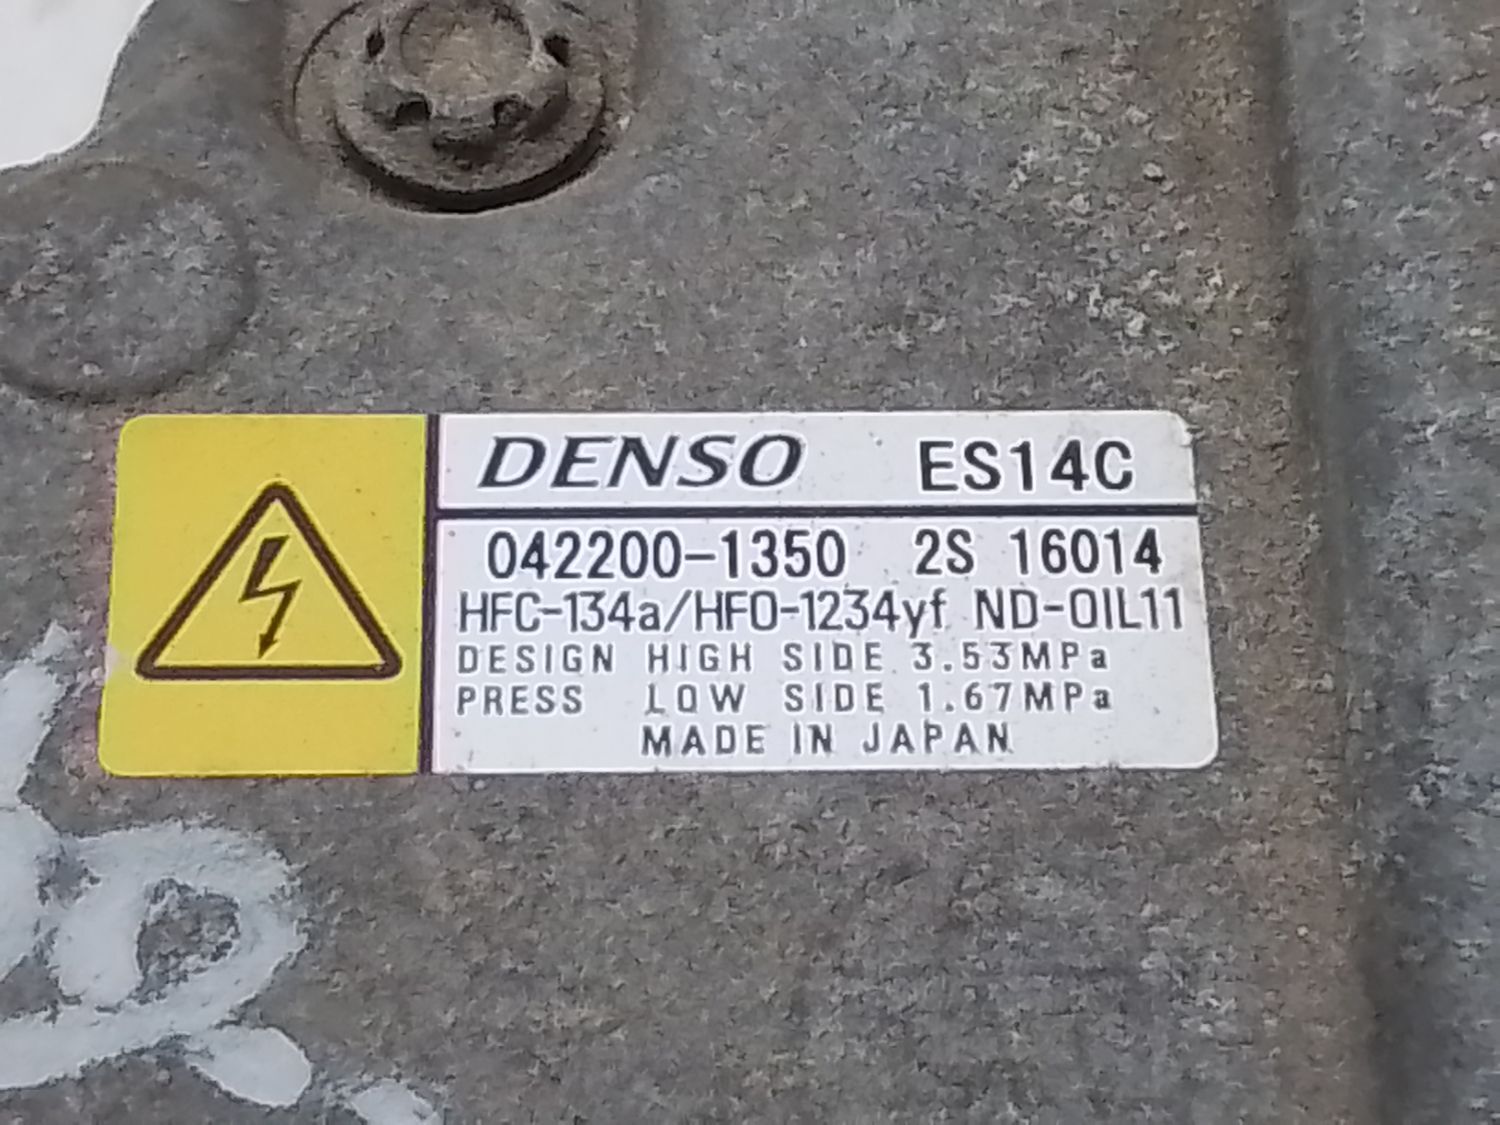 DENSO ES14C
042200-1350 2S 16014
HFC-134a/HFO-1234yf ND-OIL11
DESIGN HIGH SIDE 3.53MPa
PRESS LOW SIDE 1.67MPa
MADE IN JAPAN